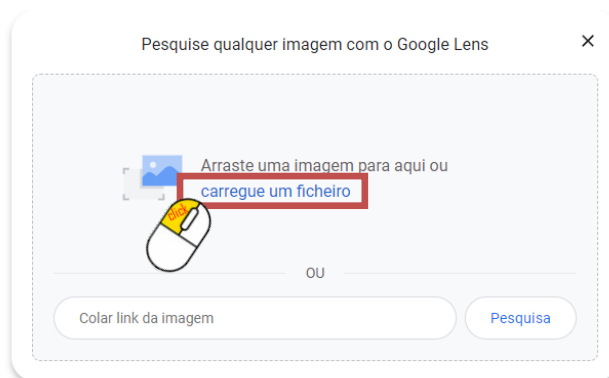 Pesquise qualquer imagem com o Google Lens
Arraste uma imagem para aqui ou
carregue um ficheiro
click
OU
Colar link da imagem
Pesquisa